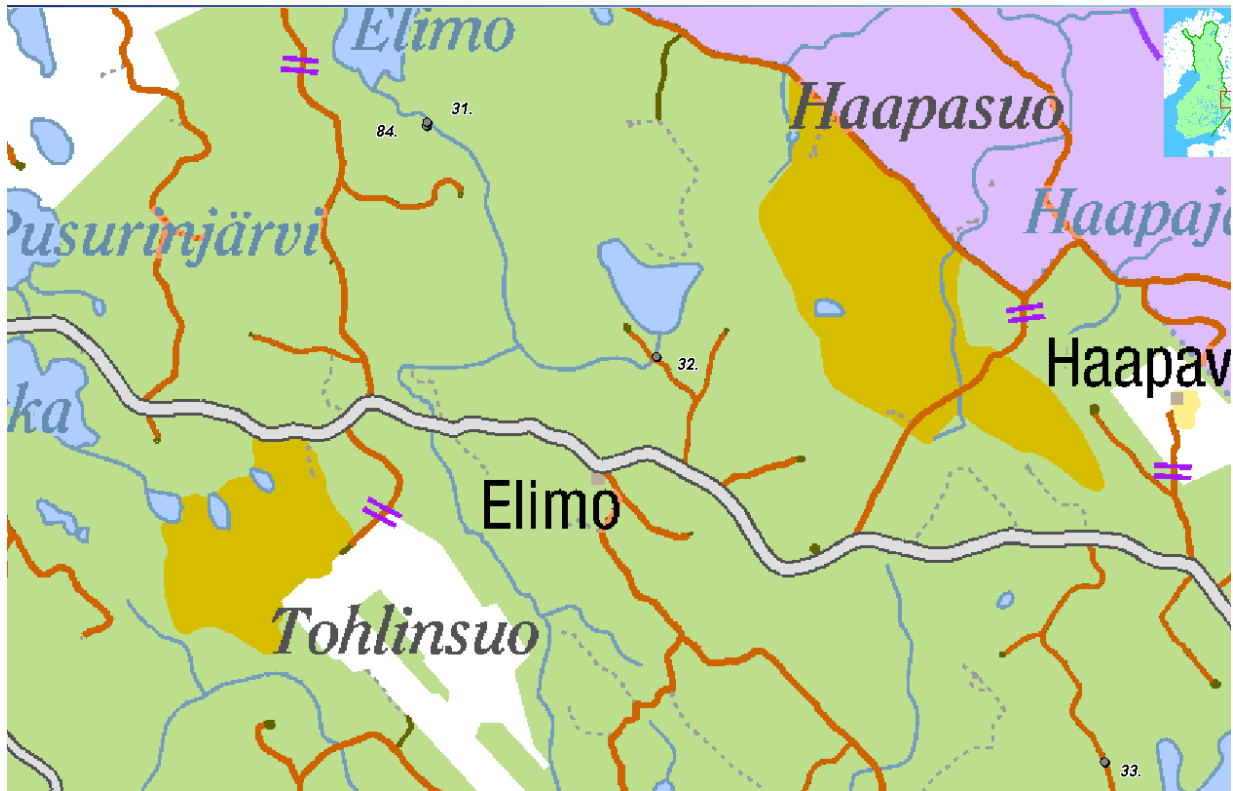 Elimo
31.
84.
Haapasuo
Pusurinjärvi
Haapaja
32.
Haapav
ka
Elimo
Tohlinsuo
33.